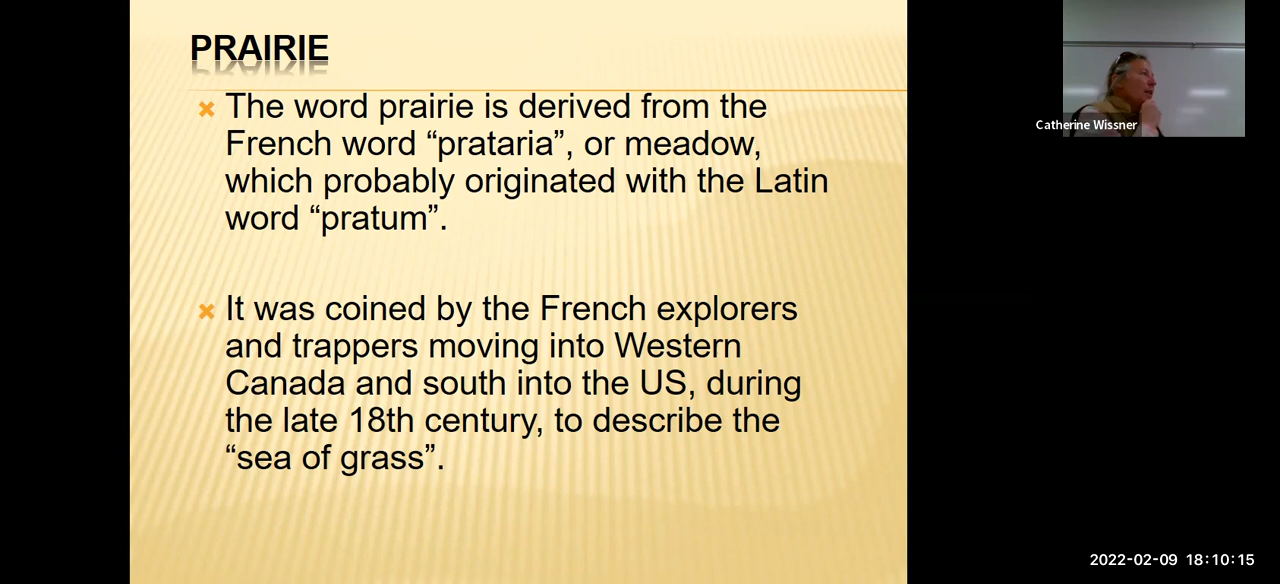 PRAIRIE
The word prairie is derived from the
French word “prataria”, or meadow,
which probably originated with the Latin
word “pratum”.
It was coined by the French explorers
and trappers moving into Western
Canada and south into the US, during
the late 18th century, to describe the
“sea of grass”.
Catherine Wissner
2022-02-09 18:10:15